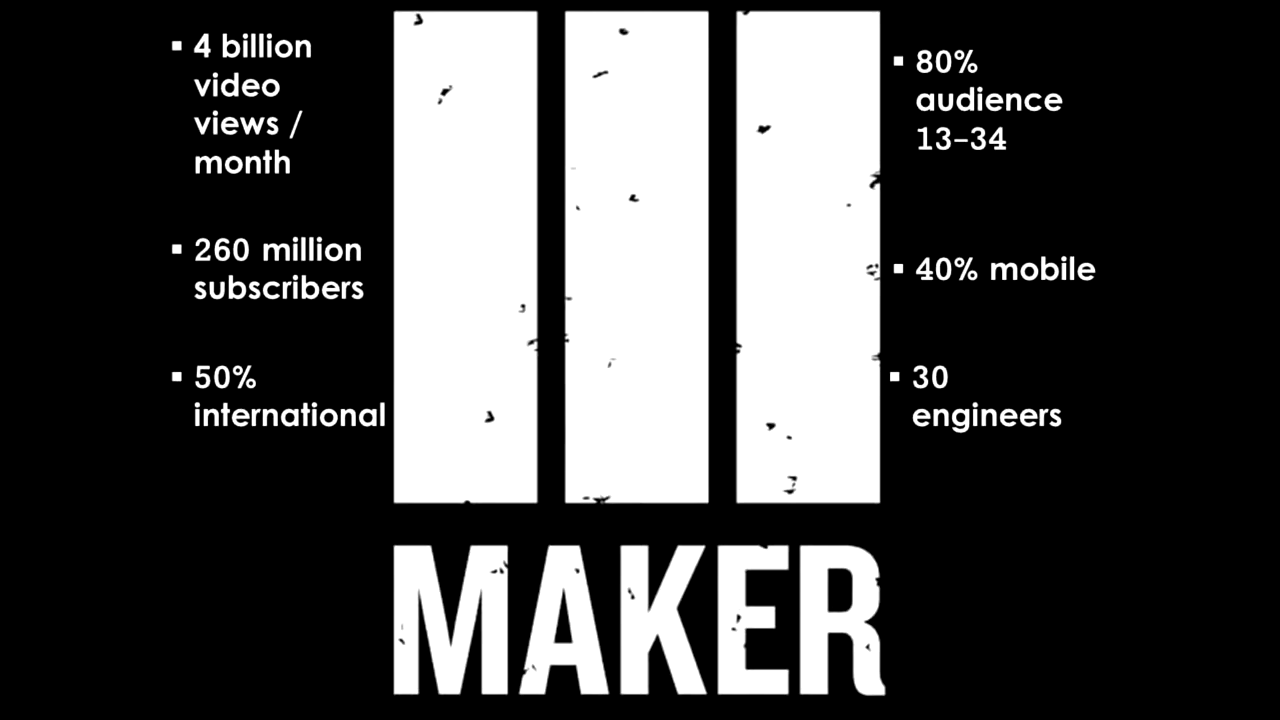 ▪ 4 billion
video
views /
month
▪ 260 million
subscribers
▪ 50%
international
▪ 80%
audience
13–34
▪ 40% mobile
▪ 30
engineers
MAKER